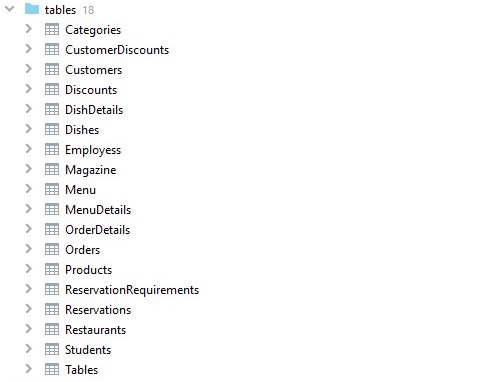 tables 18
Categories
CustomerDiscounts
Customers
Discounts
DishDetails
Dishes
Employess
Magazine
Menu
MenuDetails
OrderDetails
Orders
Products
ReservationRequirements
Reservations
Restaurants
Students
Tables